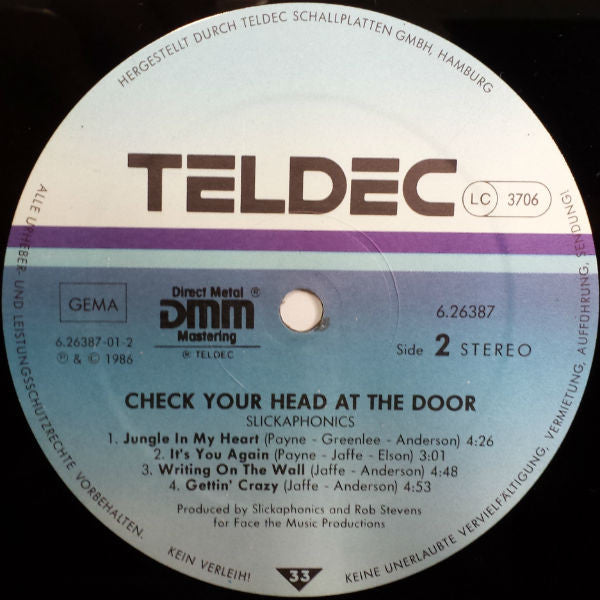 HERGESTELLT DURCH TELDEC SCHALLPLATTEN GMBH, HAMBURG
TELDEC
LC 3706
GEMA
6.26387-01-2
℗ & © 1986
Direct Metal ®
DMM
Mastering
® TELDEC
6.26387
Side 2 STEREO
CHECK YOUR HEAD AT THE DOOR
SLICKAPHONICS
1. Jungle In My Heart (Payne - Greenlee - Anderson) 4:26
2. It's You Again (Payne - Jaffe - Elson) 3:01
3. Writing On The Wall (Jaffe - Anderson) 4:48
4. Gettin' Crazy (Jaffe - Anderson) 4:53
Produced by Slickaphonics and Rob Stevens
for Face the Music Productions
33
ALLE URHEBER- UND LEISTUNGSSCHUTZRECHTE VORBEHALTEN.
KEIN VERLEIH!
KEINE UNERLAUBTE VERVIELFÄLTIGUNG, VERMIETUNG, AUFFÜHRUNG, SENDUNG!